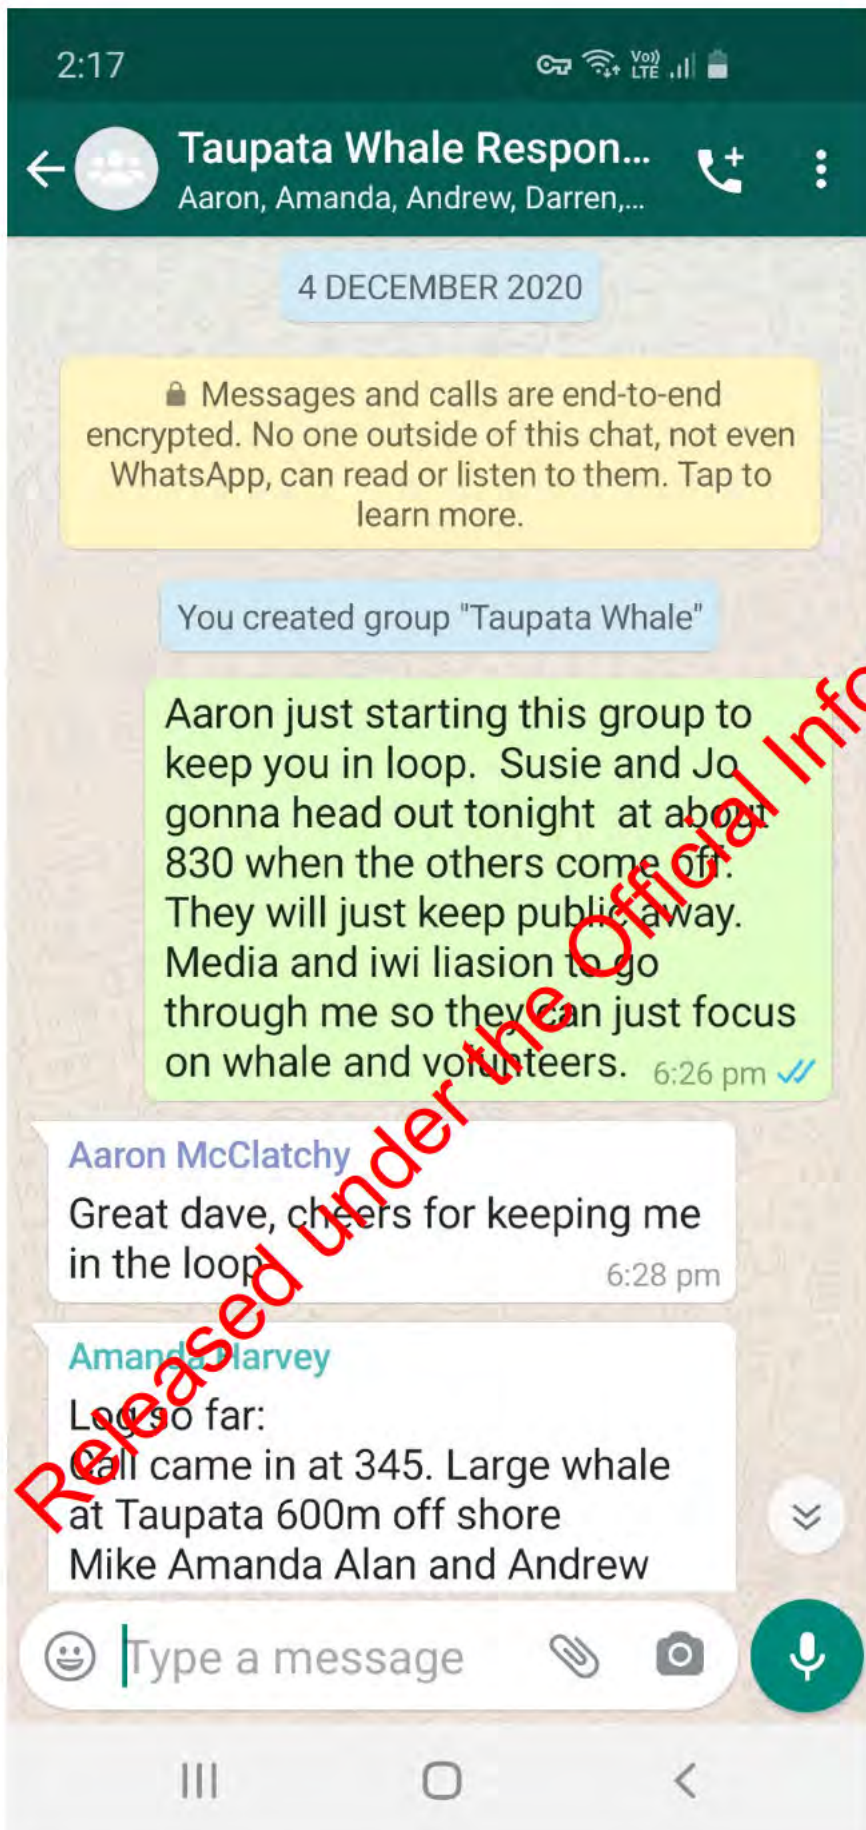 2:17
Vo)) LTE
Taupata Whale Respon...
Aaron, Amanda, Andrew, Darren,...
4 DECEMBER 2020
Messages and calls are end-to-end
encrypted. No one outside of this chat, not even
WhatsApp, can read or listen to them. Tap to
learn more.
You created group "Taupata Whale"
Aaron just starting this group to
keep you in loop. Susie and Jo
gonna head out tonight at about
830 when the others come off.
They will just keep public away.
Media and iwi liasion to go
through me so they can just focus
on whale and volunteers. 6:26 pm
Aaron McClatchy
Great dave, cheers for keeping me
in the loop
6:28 pm
Amanda Harvey
Log so far:
Call came in at 345. Large whale
at Taupata 600m off shore
Mike Amanda Alan and Andrew
Type a message
Released under the Official Info